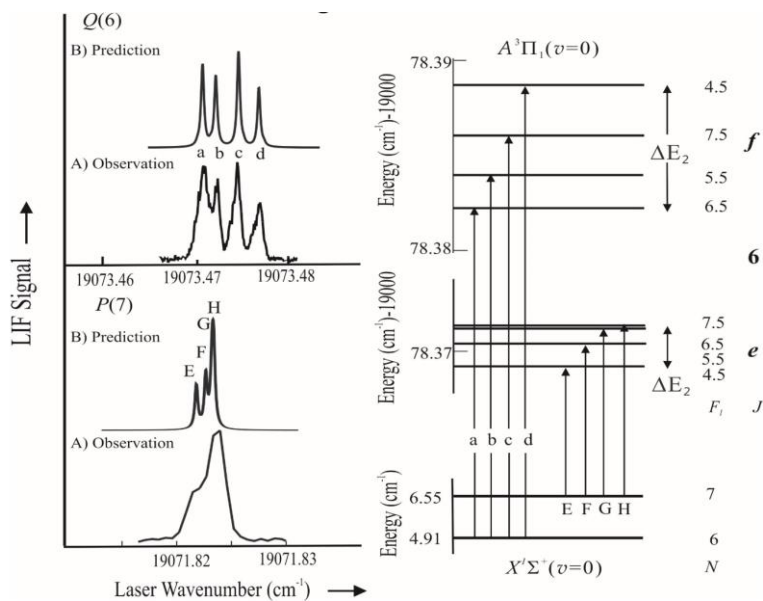 Q(6)
B) Prediction
a b c d
A) Observation
19073.46 19073.47 19073.48
P(7)
H
G
B) Prediction
F
E
A) Observation
19071.82 19071.83
LIF Signal
Laser Wavenumber (cm⁻¹)
A³Π₁(v=0)
78.39
4.5
7.5
f
ΔE₂
5.5
6.5
Energy (cm⁻¹)-19000
78.38
6
7.5
78.37
6.5
e
5.5
4.5
ΔE₂
Energy (cm⁻¹)-19000
F_I J
a b c d
6.55
E F G H
7
Energy (cm⁻¹)
4.91
6
X¹Σ⁺(v=0)
N